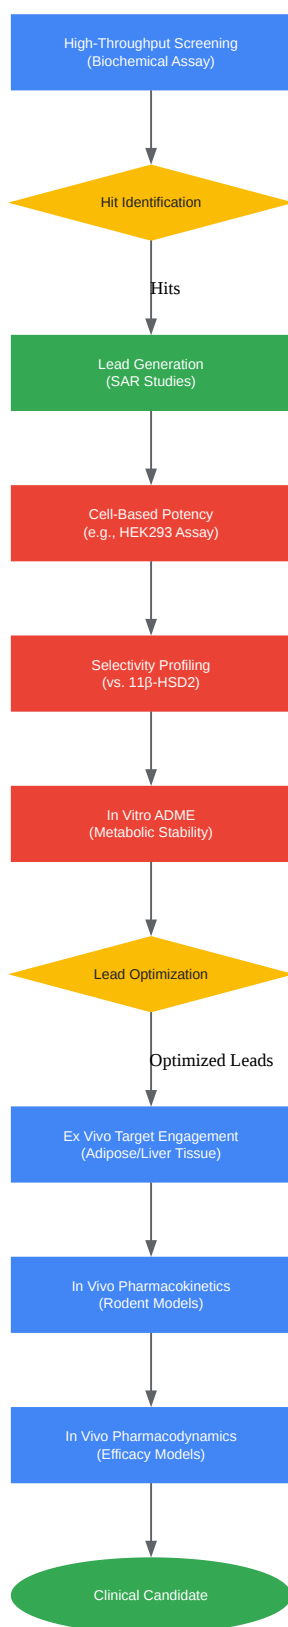 High-Throughput Screening
(Biochemical Assay)
Hit Identification
Hits
Lead Generation
(SAR Studies)
Cell-Based Potency
(e.g., HEK293 Assay)
Selectivity Profiling
(vs. 11β-HSD2)
In Vitro ADME
(Metabolic Stability)
Lead Optimization
Optimized Leads
Ex Vivo Target Engagement
(Adipose/Liver Tissue)
In Vivo Pharmacokinetics
(Rodent Models)
In Vivo Pharmacodynamics
(Efficacy Models)
Clinical Candidate